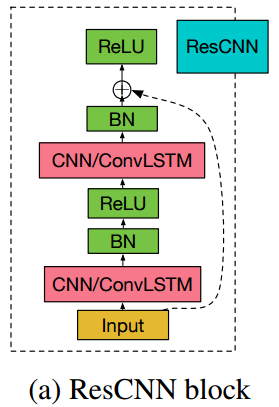 ReLU
ResCNN
BN
CNN/ConvLSTM
ReLU
BN
CNN/ConvLSTM
Input
(a) ResCNN block